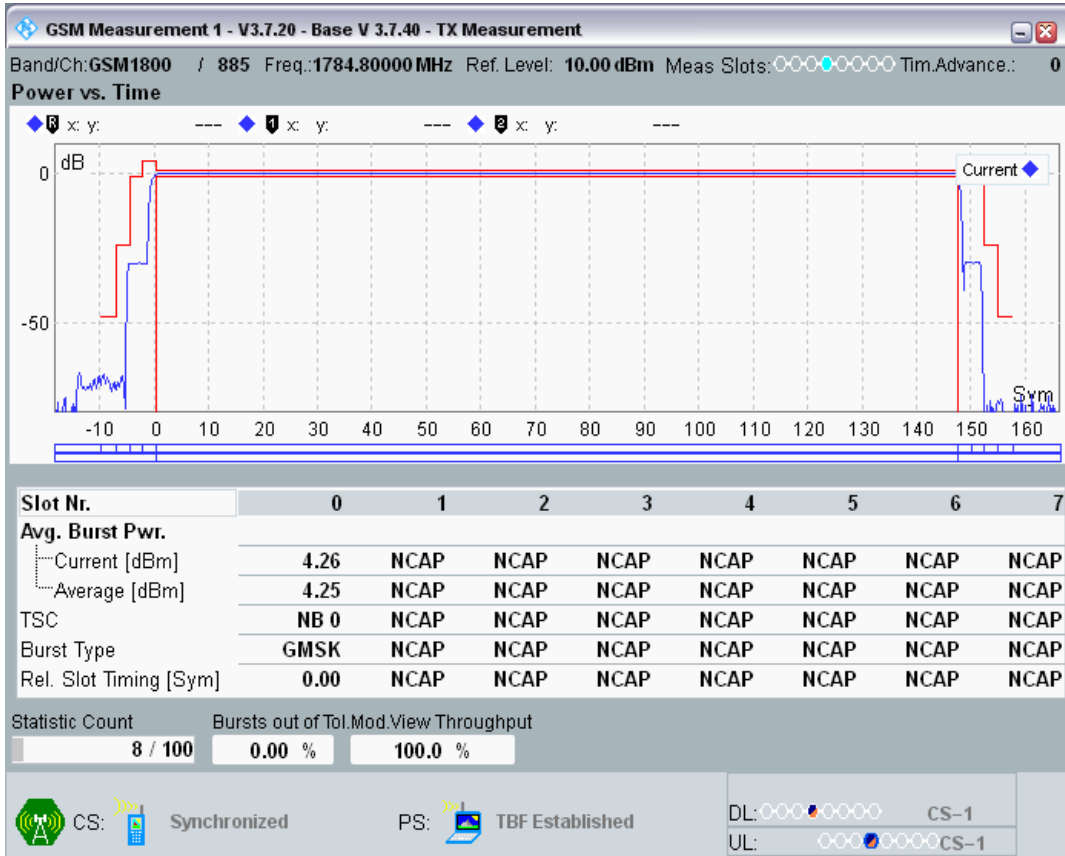 GSM Measurement 1 - V3.7.20 - Base V 3.7.40 - TX Measurement
Band/Ch:GSM1800 / 885 Freq.:1784.80000 MHz Ref. Level: 10.00 dBm Meas Slots: Tim.Advance.: 0
Power vs. Time
R x: y: --- 1 x: y: --- 2 x: y: ---
dB
Current
0
-50
Sym
-10 0 10 20 30 40 50 60 70 80 90 100 110 120 130 140 150 160
Slot Nr. 0 1 2 3 4 5 6 7
Avg. Burst Pwr.
Current [dBm] 4.26 NCAP NCAP NCAP NCAP NCAP NCAP NCAP
Average [dBm] 4.25 NCAP NCAP NCAP NCAP NCAP NCAP NCAP
TSC NB 0 NCAP NCAP NCAP NCAP NCAP NCAP NCAP
Burst Type GMSK NCAP NCAP NCAP NCAP NCAP NCAP NCAP
Rel. Slot Timing [Sym] 0.00 NCAP NCAP NCAP NCAP NCAP NCAP NCAP
Statistic Count Bursts out of Tol. Mod.View Throughput
8 / 100 0.00 % 100.0 %
CS: Synchronized PS: TBF Established
DL: CS-1
UL: CS-1